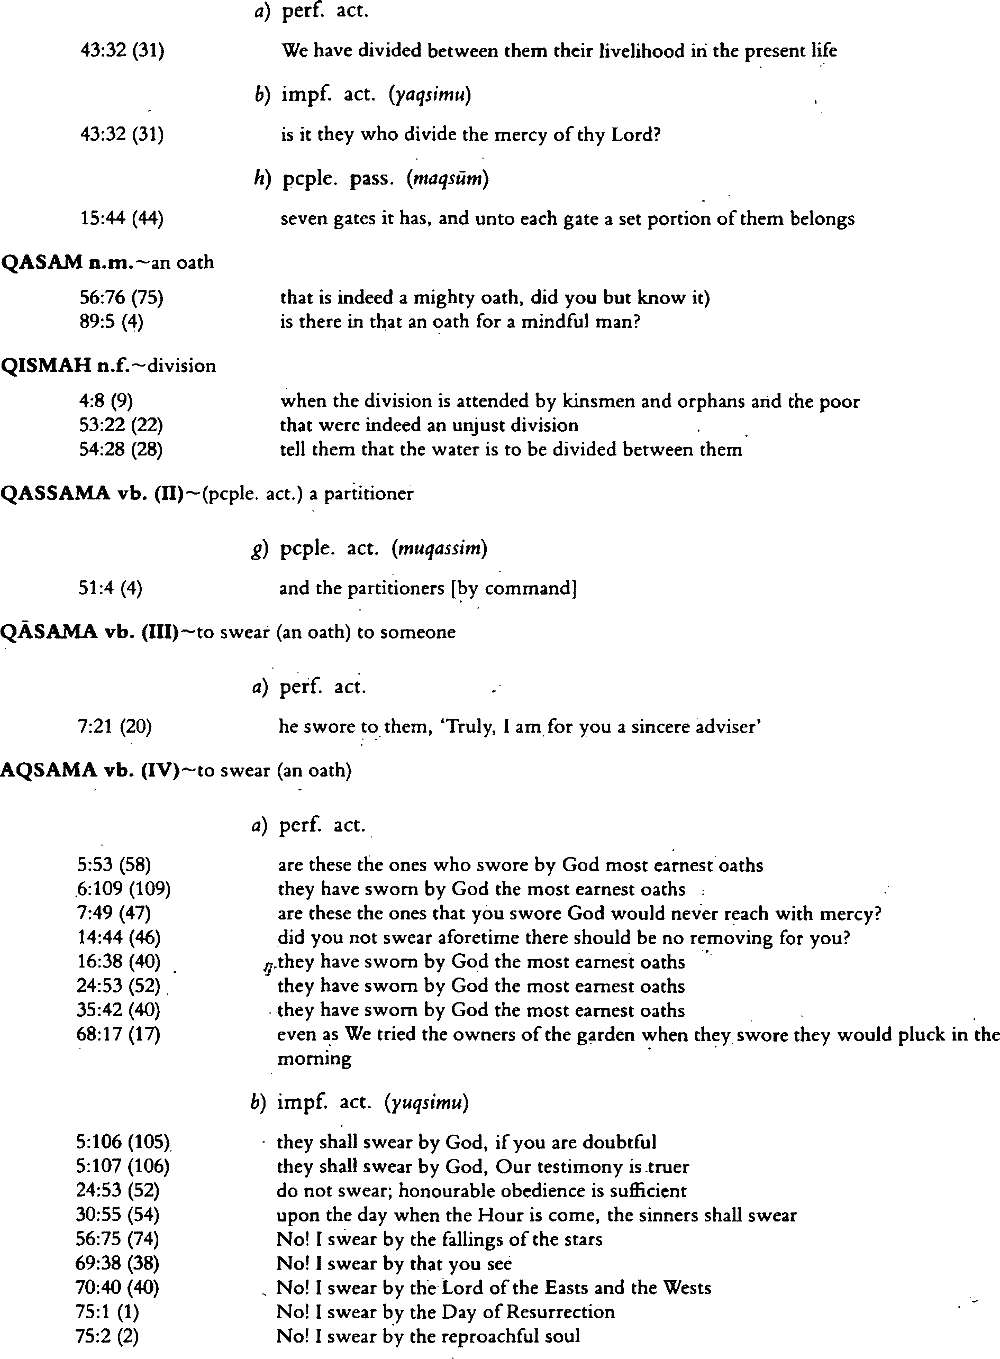 a) perf. act.
43:32 (31) We have divided between them their livelihood in the present life
b) impf. act. (yaqsimu)
43:32 (31) is it they who divide the mercy of thy Lord?
h) pcple. pass. (maqsūm)
15:44 (44) seven gates it has, and unto each gate a set portion of them belongs
QASAM n.m.~an oath
56:76 (75) that is indeed a mighty oath, did you but know it)
89:5 (4) is there in that an oath for a mindful man?
QISMAH n.f.~division
4:8 (9) when the division is attended by kinsmen and orphans and the poor
53:22 (22) that were indeed an unjust division
54:28 (28) tell them that the water is to be divided between them
QASSAMA vb. (II)~(pcple. act.) a partitioner
g) pcple. act. (muqassim)
51:4 (4) and the partitioners [by command]
QĀSAMA vb. (III)~to swear (an oath) to someone
a) perf. act.
7:21 (20) he swore to them, ‘Truly, I am for you a sincere adviser’
AQSAMA vb. (IV)~to swear (an oath)
a) perf. act.
5:53 (58) are these the ones who swore by God most earnest oaths
6:109 (109) they have sworn by God the most earnest oaths
7:49 (47) are these the ones that you swore God would never reach with mercy?
14:44 (46) did you not swear aforetime there should be no removing for you?
16:38 (40) they have sworn by God the most earnest oaths
24:53 (52) they have sworn by God the most earnest oaths
35:42 (40) they have sworn by God the most earnest oaths
68:17 (17) even as We tried the owners of the garden when they swore they would pluck in the
morning
b) impf. act. (yuqsimu)
5:106 (105) they shall swear by God, if you are doubtful
5:107 (106) they shall swear by God, Our testimony is truer
24:53 (52) do not swear; honourable obedience is sufficient
30:55 (54) upon the day when the Hour is come, the sinners shall swear
56:75 (74) No! I swear by the fallings of the stars
69:38 (38) No! I swear by that you see
70:40 (40) No! I swear by the Lord of the Easts and the Wests
75:1 (1) No! I swear by the Day of Resurrection
75:2 (2) No! I swear by the reproachful soul